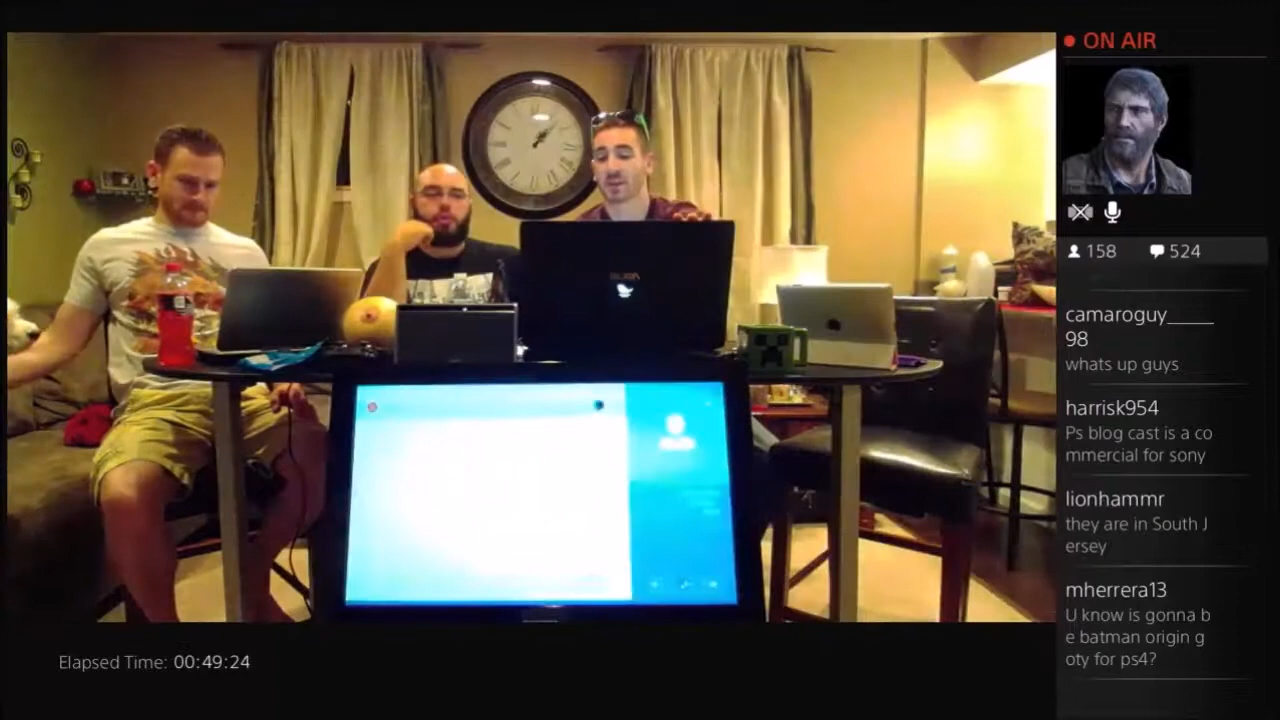 ON AIR
158 524
camaroguy_____
98
whats up guys
harrisk954
Ps blog cast is a co
mmercial for sony
lionhammr
they are in South J
ersey
mherrera13
U know is gonna b
e batman origin g
oty for ps4?
Elapsed Time: 00:49:24